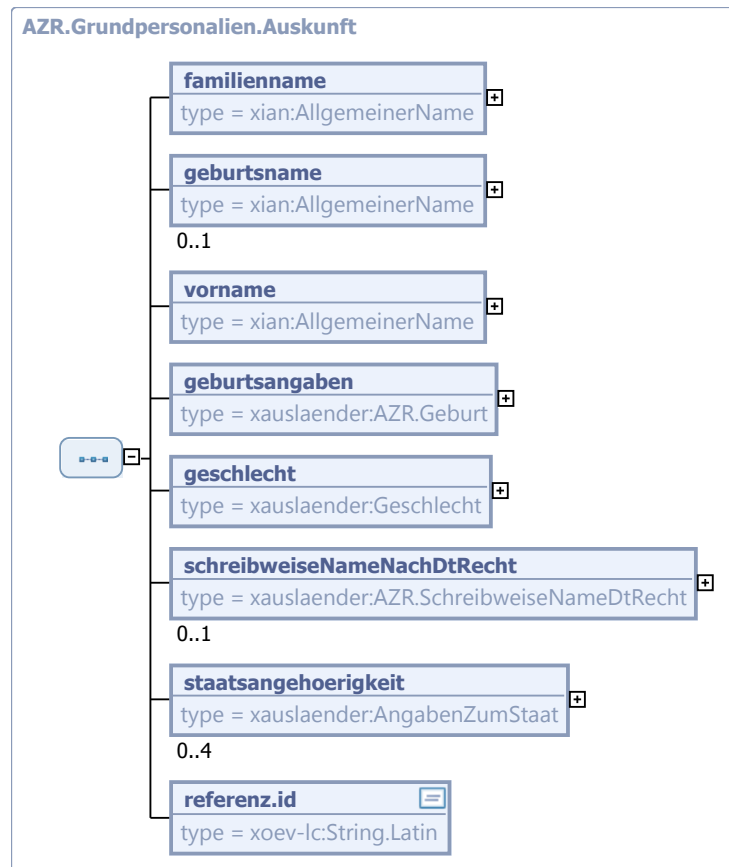 AZR.Grundpersonalien.Auskunft
familienname
type = xian:AllgemeinerName
geburtsname
type = xian:AllgemeinerName
0..1
vorname
type = xian:AllgemeinerName
geburtsangaben
type = xauslaender:AZR.Geburt
geschlecht
type = xauslaender:Geschlecht
schreibweiseNameNachDtRecht
type = xauslaender:AZR.SchreibweiseNameDtRecht
0..1
staatsangehoerigkeit
type = xauslaender:AngabenZumStaat
0..4
referenz.id
type = xoev-lc:String.Latin